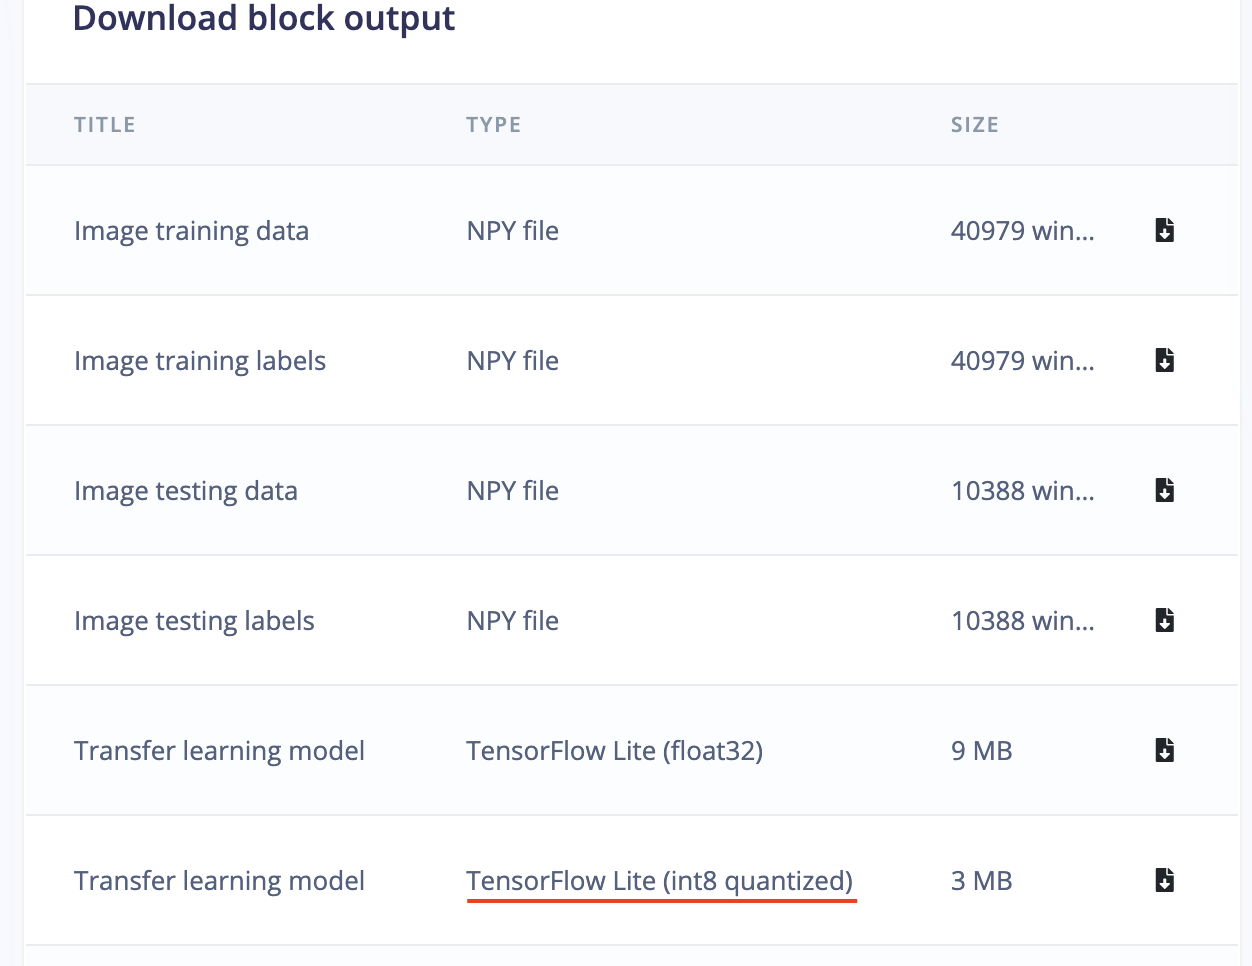 Download block output
TITLE TYPE SIZE
Image training data NPY file 40979 win...
Image training labels NPY file 40979 win...
Image testing data NPY file 10388 win...
Image testing labels NPY file 10388 win...
Transfer learning model TensorFlow Lite (float32) 9 MB
Transfer learning model TensorFlow Lite (int8 quantized) 3 MB